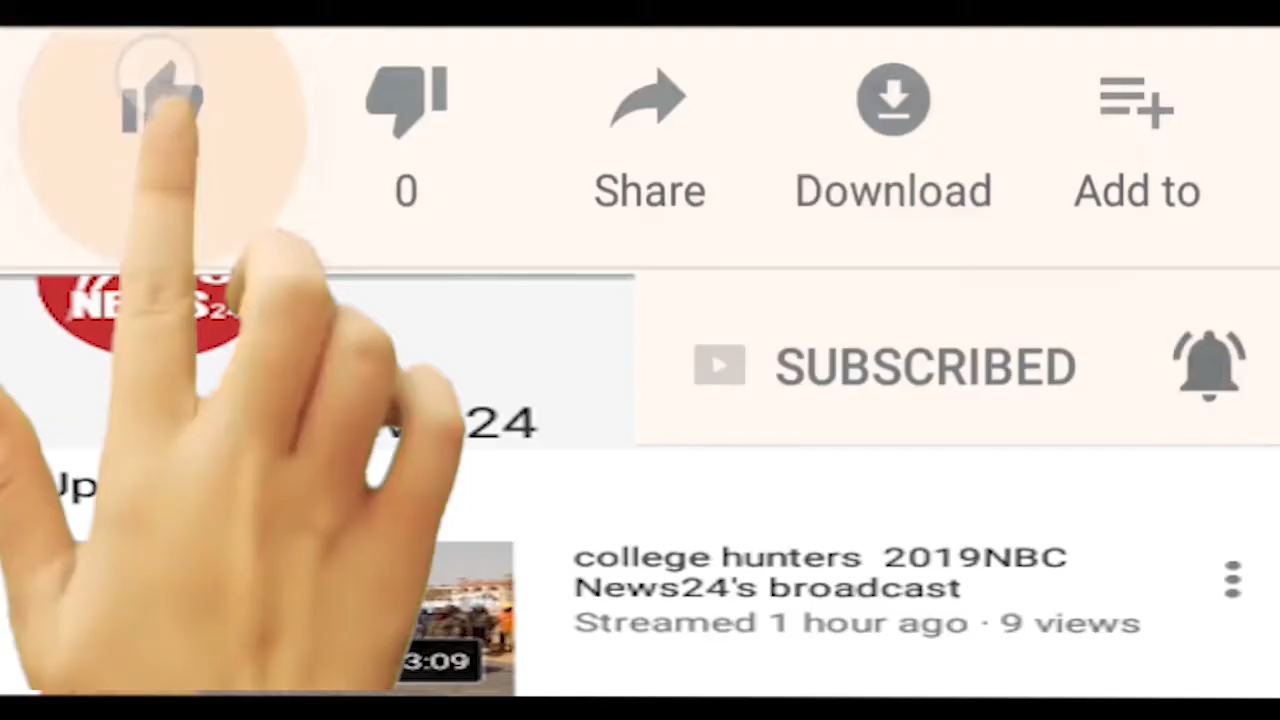 0
Share
Download
Add to
SUBSCRIBED
24
Up
college hunters 2019NBC
News24's broadcast
Streamed 1 hour ago · 9 views
3:09